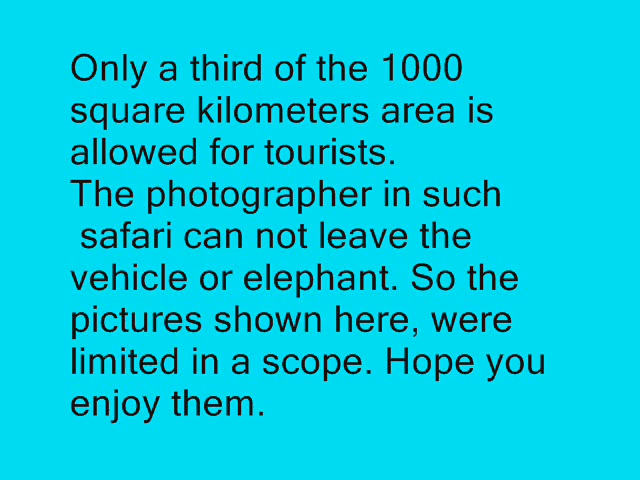 Only a third of the 1000
square kilometers area is
allowed for tourists.
The photographer in such
safari can not leave the
vehicle or elephant. So the
pictures shown here, were
limited in a scope. Hope you
enjoy them.